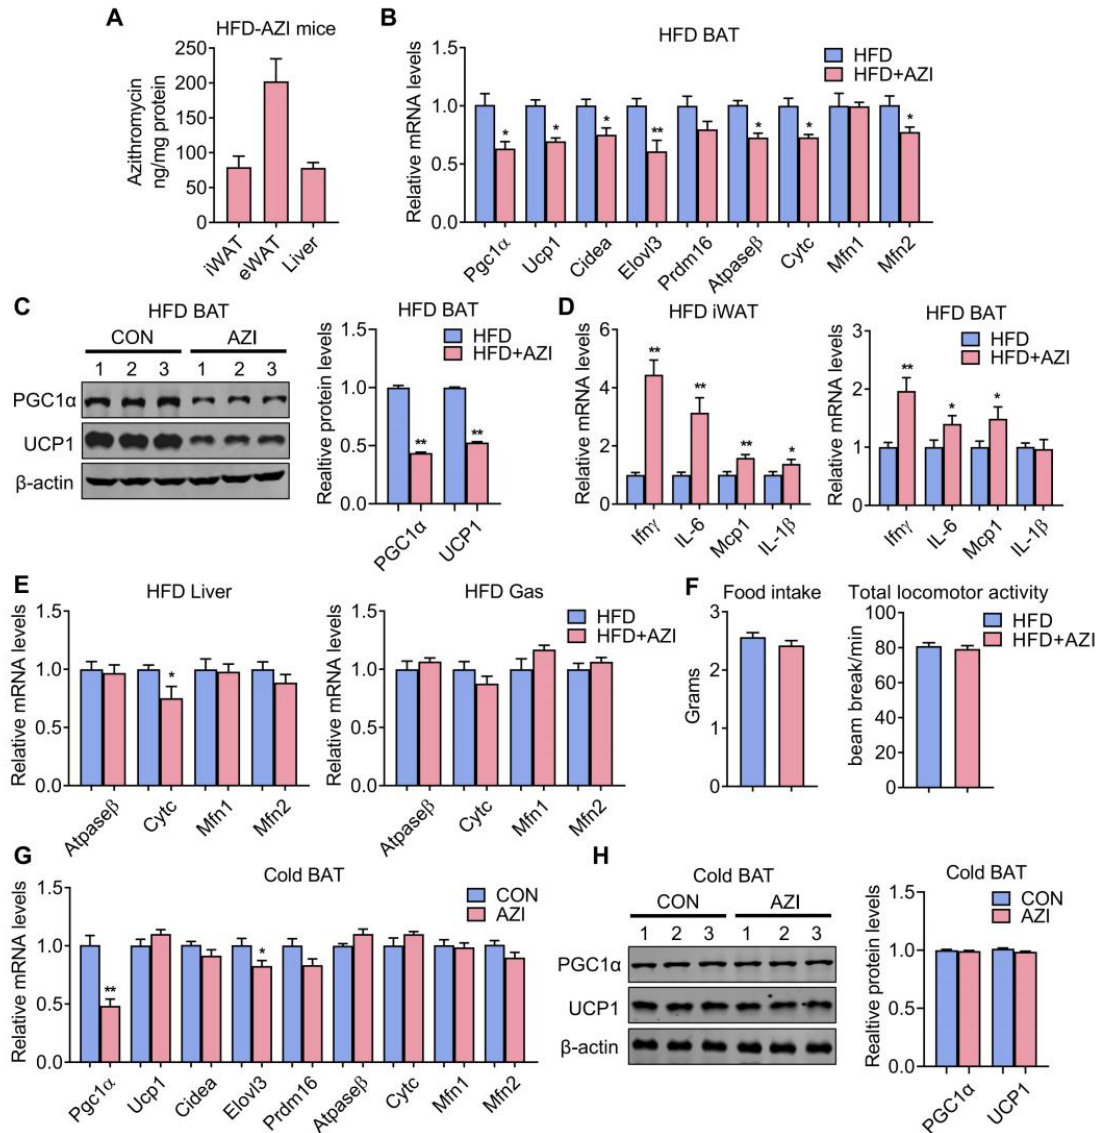 A
HFD-AZI mice
Azithromycin
ng/mg protein
250
200
150
100
50
0
iWAT
eWAT
Liver
B
HFD BAT
HFD
HFD+AZI
Relative mRNA levels
1.5
1.0
0.5
0.0
* * * ** * * *
Pgc1α
Ucp1
Cidea
Elovl3
Prdm16
Atpaseβ
Cytc
Mfn1
Mfn2
C
HFD BAT
CON AZI
1 2 3 1 2 3
PGC1α
UCP1
β-actin
HFD BAT
HFD
HFD+AZI
Realtive protein levels
1.5
1.0
0.5
0.0
** **
PGC1α
UCP1
D
HFD iWAT
Relative mRNA levels
6
4
2
0
** ** ** *
Ifnγ
IL-6
Mcp1
IL-1β
HFD BAT
HFD
HFD+AZI
Relative mRNA levels
3
2
1
0
** * *
Ifnγ
IL-6
Mcp1
IL-1β
E
HFD Liver
Relative mRNA levels
1.5
1.0
0.5
0.0
*
Atpaseβ
Cytc
Mfn1
Mfn2
HFD Gas
HFD
HFD+AZI
Relative mRNA levels
1.5
1.0
0.5
0.0
Atpaseβ
Cytc
Mfn1
Mfn2
F
Food intake
Grams
3
2
1
0
Total locomotor activity
HFD
HFD+AZI
beam break/min
100
80
60
40
20
0
G
Cold BAT
CON
AZI
Relative mRNA levels
1.5
1.0
0.5
0.0
** *
Pgc1α
Ucp1
Cidea
Elovl3
Prdm16
Atpaseβ
Cytc
Mfn1
Mfn2
H
Cold BAT
CON AZI
1 2 3 1 2 3
PGC1α
UCP1
β-actin
Cold BAT
CON
AZI
Realtive protein levels
1.5
1.0
0.5
0.0
PGC1α
UCP1